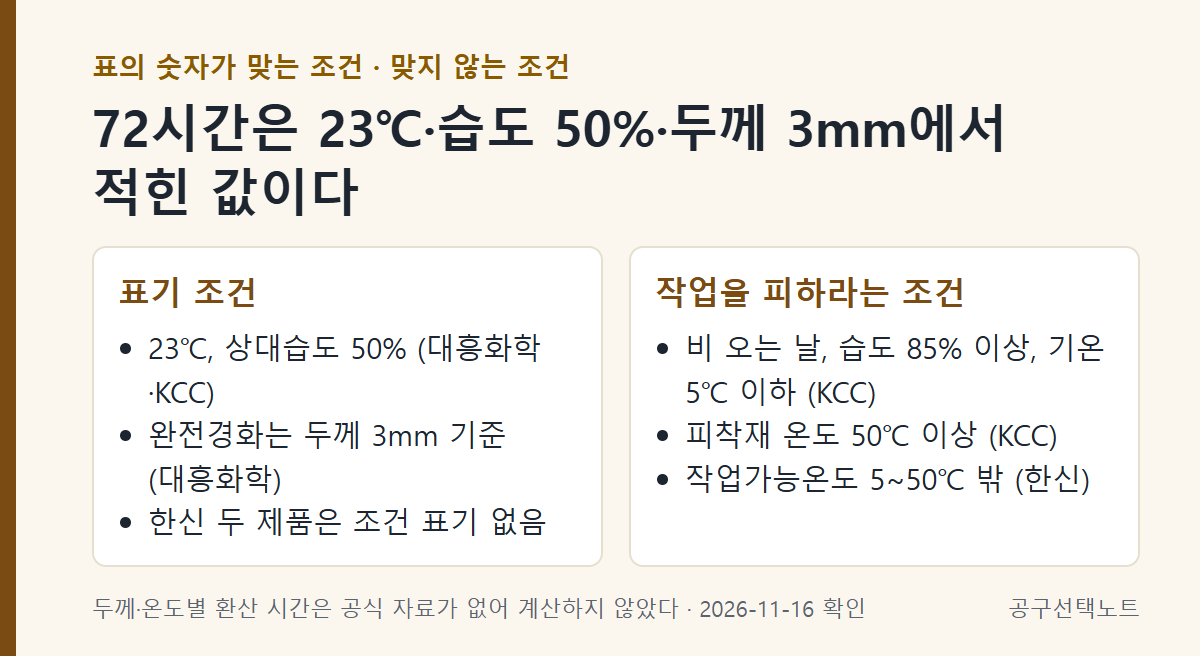 표의 숫자가 맞는 조건 · 맞지 않는 조건
72시간은 23℃·습도 50%·두께 3mm에서
적힌 값이다
표기 조건
• 23℃, 상대습도 50% (대흥화학
·KCC)
• 완전경화는 두께 3mm 기준
(대흥화학)
• 한신 두 제품은 조건 표기 없음
작업을 피하라는 조건
• 비 오는 날, 습도 85% 이상, 기온
5℃ 이하 (KCC)
• 피착재 온도 50℃ 이상 (KCC)
• 작업가능온도 5~50℃ 밖 (한신)
두께·온도별 환산 시간은 공식 자료가 없어 계산하지 않았다 · 2026-11-16 확인
공구선택노트